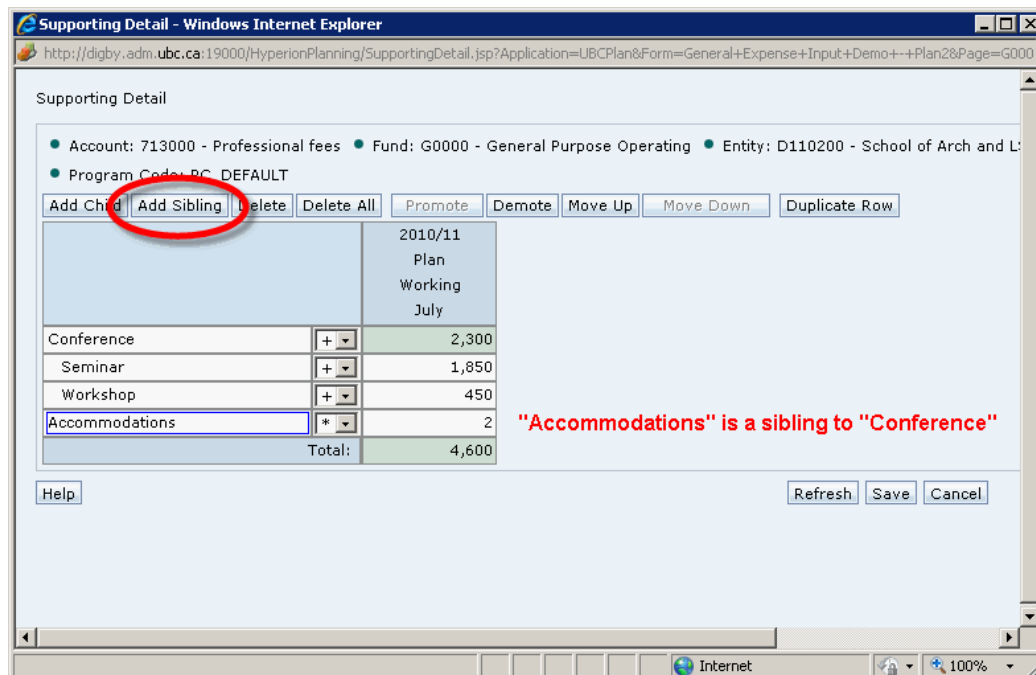 Supporting Detail - Windows Internet Explorer
http://digby.adm.ubc.ca:19000/HyperionPlanning/SupportingDetail.jsp?Application=UBCPlan&Form=General+Expense+Input+Demo+-+Plan2&Page=G000
Supporting Detail
Account: 713000 - Professional fees Fund: G0000 - General Purpose Operating Entity: D110200 - School of Arch and L
Program Code: PC_DEFAULT
Add Child Add Sibling Delete Delete All Promote Demote Move Up Move Down Duplicate Row
2010/11
Plan
Working
July
Conference + 2,300
Seminar + 1,850
Workshop + 450
Accommodations * 2
"Accommodations" is a sibling to "Conference"
Total: 4,600
Help Refresh Save Cancel
Internet 100%